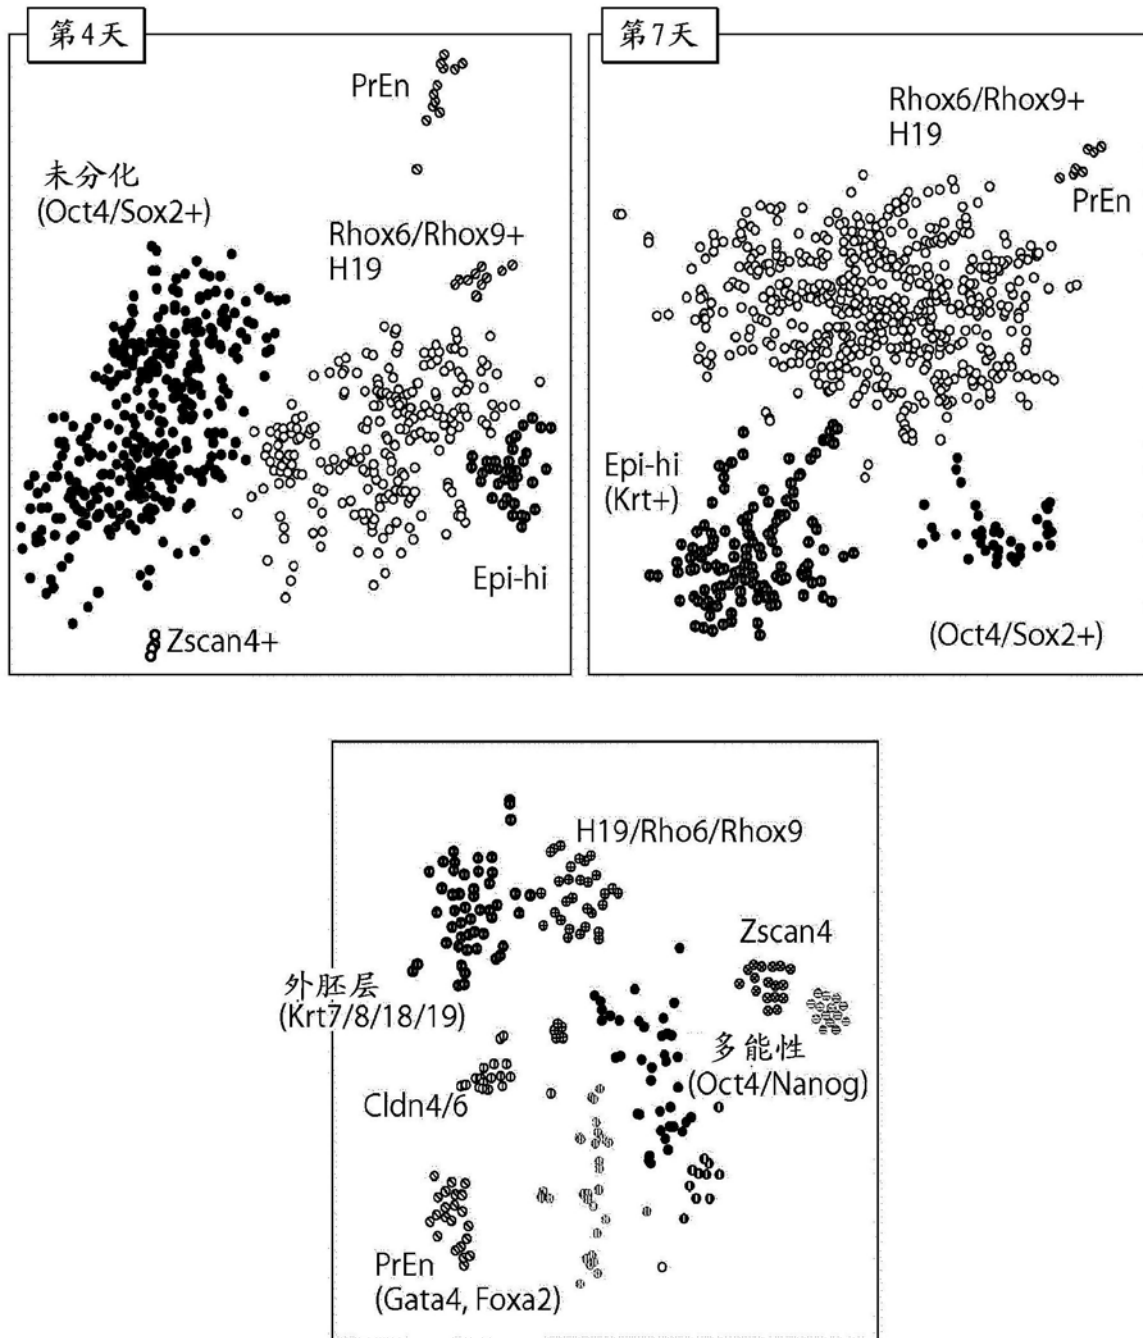 第4天
PrEn
未分化
(Oct4/Sox2+)
Rhox6/Rhox9+
H19
Epi-hi
Zscan4+
第7天
Rhox6/Rhox9+
H19
PrEn
Epi-hi
(Krt+)
(Oct4/Sox2+)
H19/Rho6/Rhox9
Zscan4
外胚层
(Krt7/8/18/19)
多能性
(Oct4/Nanog)
Cldn4/6
PrEn
(Gata4, Foxa2)